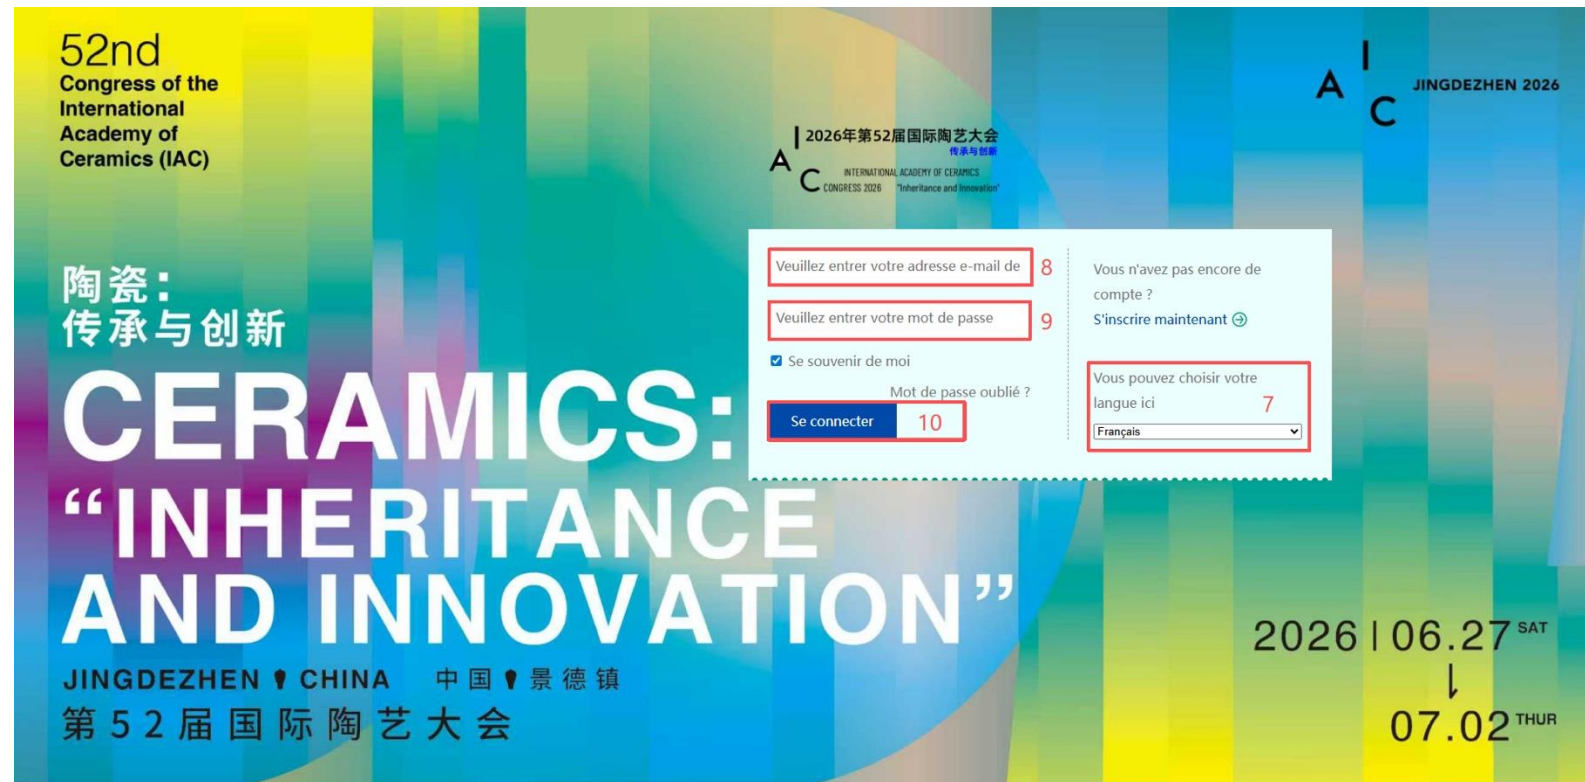 52nd
Congress of the
International
Academy of
Ceramics (IAC)
A I C
JINGDEZHEN 2026
A I C
2026年第52届国际陶艺大会
传承与创新
INTERNATIONAL ACADEMY OF CERAMICS
CONGRESS 2026 "Inheritance and Innovation"
陶瓷：
传承与创新
CERAMICS:
“INHERITANCE
AND INNOVATION”
JINGDEZHEN CHINA 中国 景德镇
第52届国际陶艺大会
Veuillez entrer votre adresse e-mail de 8
Veuillez entrer votre mot de passe 9
Se souvenir de moi
Mot de passe oublié ?
Se connecter 10
Vous n'avez pas encore de
compte ?
S'inscrire maintenant
Vous pouvez choisir votre
langue ici 7
Français
2026 | 06.27 SAT
07.02 THUR